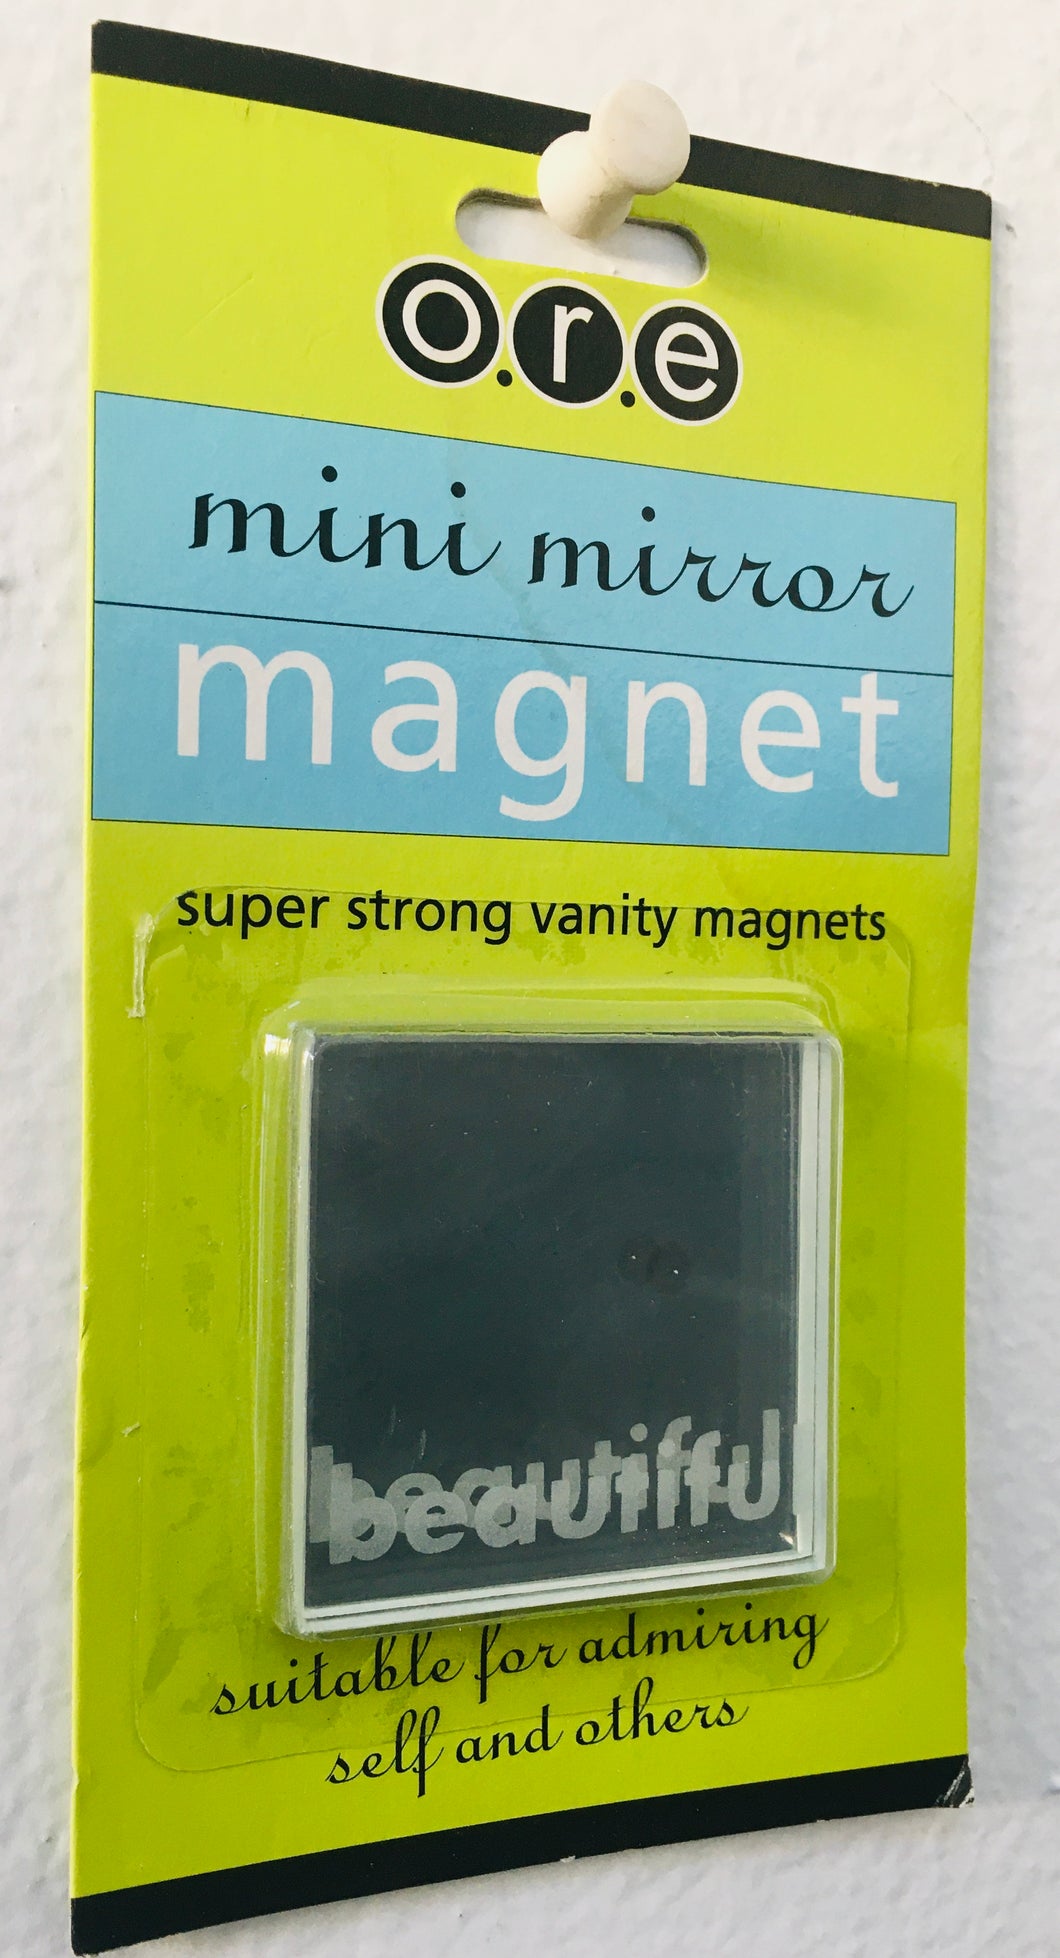 o.r.e
mini mirror
magnet
super strong vanity magnets
beautiful
suitable for admiring
self and others